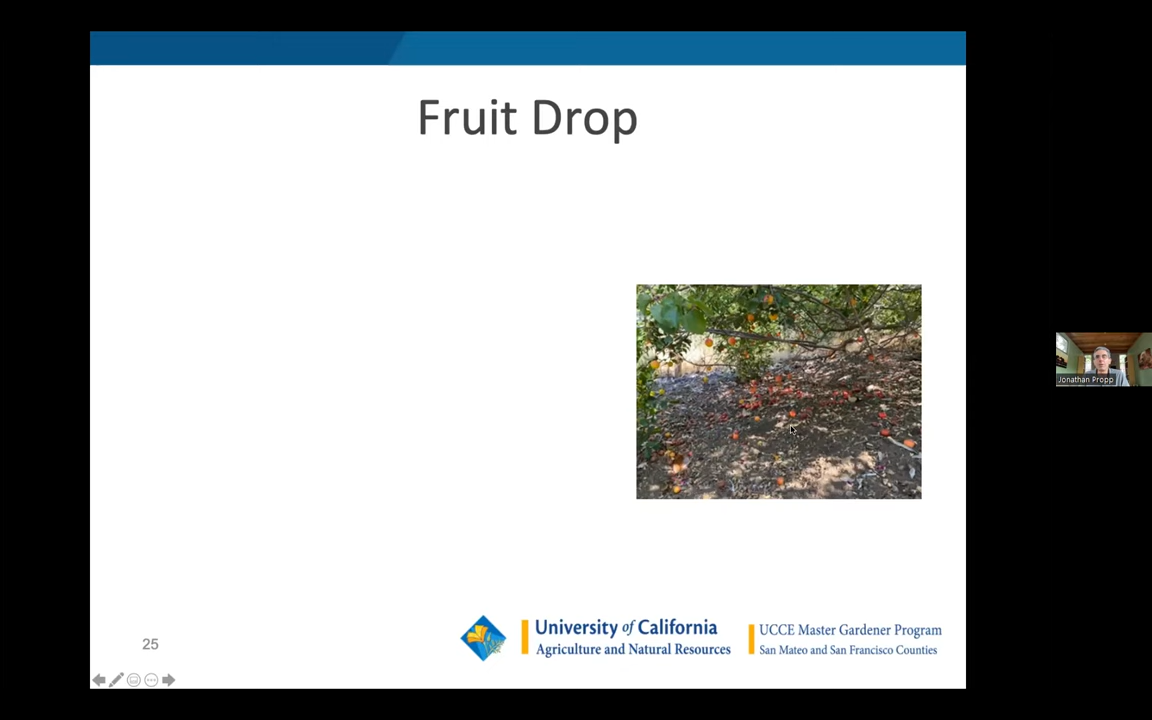 Fruit Drop
Jonathan Propp
University of California
Agriculture and Natural Resources
UCCE Master Gardener Program
San Mateo and San Francisco Counties
25